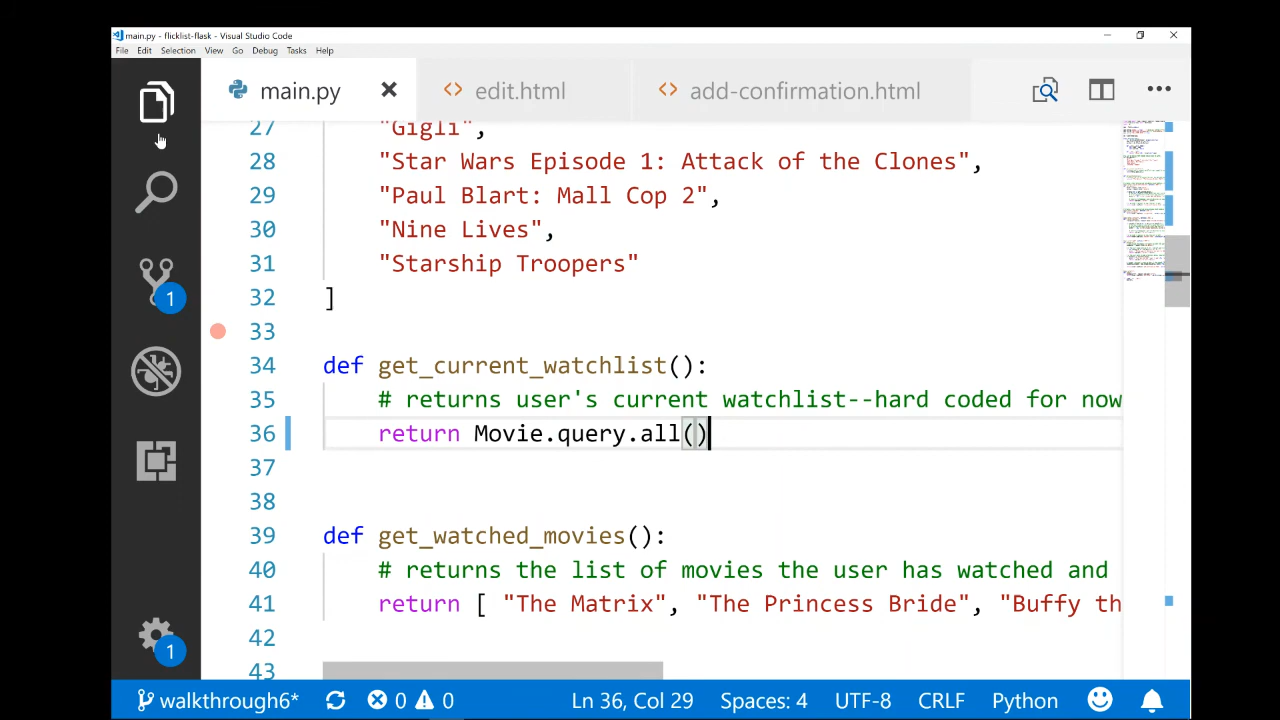 main.py - flicklist-flask - Visual Studio Code
File Edit Selection View Go Debug Tasks Help
main.py edit.html add-confirmation.html
27 "Gigli",
28 "Star Wars Episode 1: Attack of the Clones",
29 "Paul Blart: Mall Cop 2",
30 "Nine Lives",
31 "Starship Troopers"
32 ]
33
34 def get_current_watchlist():
35 # returns user's current watchlist--hard coded for now
36 return Movie.query.all()
37
38
39 def get_watched_movies():
40 # returns the list of movies the user has watched and
41 return [ "The Matrix", "The Princess Bride", "Buffy th
42
43
1
1
walkthrough6* 0 0 Ln 36, Col 29 Spaces: 4 UTF-8 CRLF Python